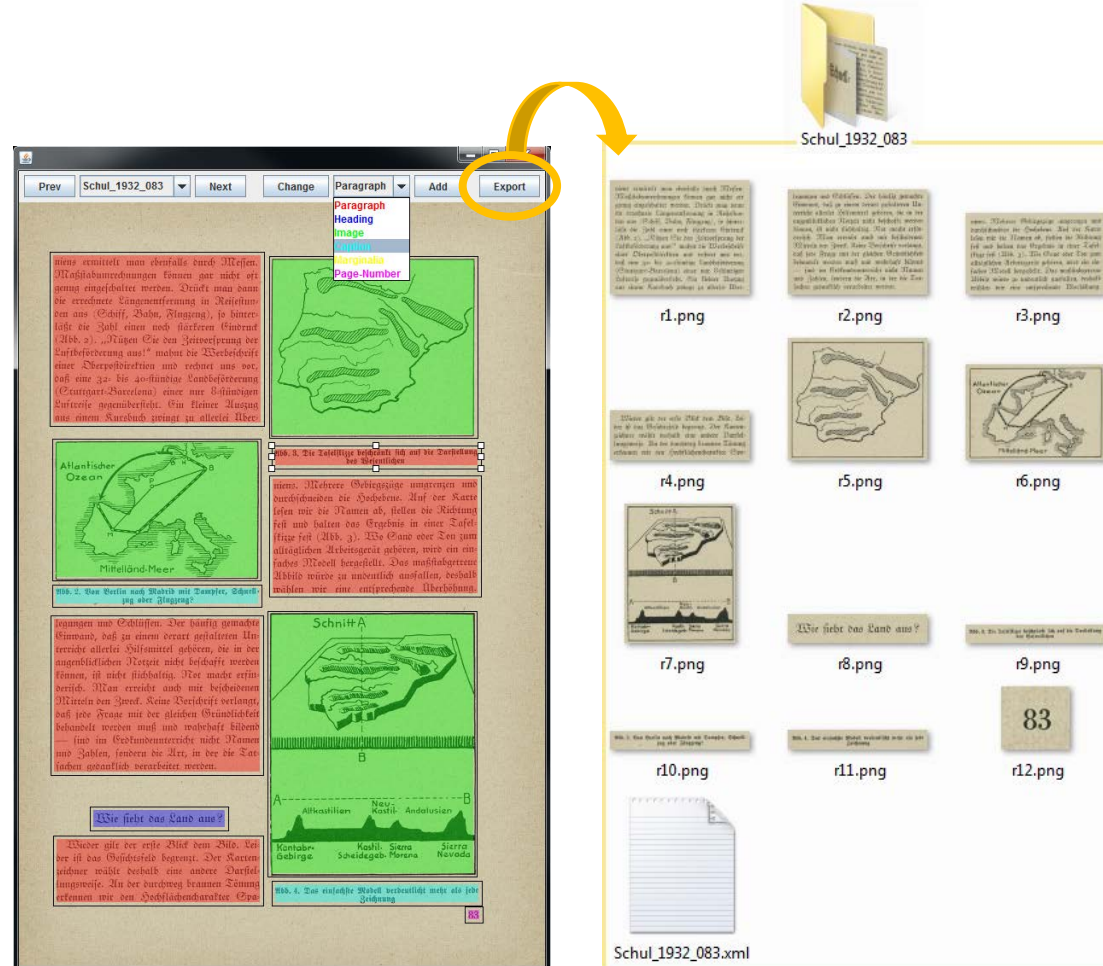 Prev
Schul_1932_083
Next
Change
Paragraph
Add
Export
Paragraph
Heading
Image
Caption
Marginalia
Page-Number
niens ermittelt man ebenfalls durch Messen.
Maßstabumrechnungen können gar nicht oft
genug eingeschaltet werden. Drückt man dann
die errechnete Längenentfernung in Reisestun-
den aus (Schiff, Bahn, Flugzeug), so hinter-
läßt die Zahl einen noch stärkeren Eindruck
(Abb. 2). „Nützen Sie den Zeitvorsprung der
Luftbeförderung aus!“ mahnt die Werbeschrift
einer Oberpostdirektion und rechnet uns vor,
daß eine 32- bis 40-stündige Landbeförderung
(Stuttgart-Barcelona) einer nur 8-stündigen
Luftreise gegenübersteht. Ein kleiner Auszug
aus einem Kursbuch zwingt zu allerlei Über-
Atlantischer
Ozean
B
H
B
M
Mittelländ-Meer
Abb. 2. Von Berlin nach Madrid mit Dampfer, Schnell-
zug oder Flugzeug?
legungen und Schlüssen. Der häufig gemachte
Einwand, daß zu einem derart gestalteten Un-
terricht allerlei Hilfsmittel gehören, die in der
augenblicklichen Notzeit nicht beschafft werden
können, ist nicht stichhaltig. Not macht erfin-
derisch. Man erreicht auch mit bescheidenen
Mitteln den Zweck. Keine Vorschrift verlangt,
daß jede Frage mit der gleichen Gründlichkeit
behandelt werden muß und wahrhaft bildend
— sind im Erdkundeunterricht nicht Namen
und Zahlen, sondern die Art, in der die Tat-
sachen gedanklich verarbeitet werden.
Wie sieht das Land aus?
Wieder gilt der erste Blick dem Bild. Lei-
der ist das Gesichtsfeld begrenzt. Der Karten-
zeichner wählt deshalb eine andere Darstel-
lungsweise. An der durchweg braunen Tönung
erkennen wir den Hochflächencharakter Spa-
Abb. 3. Die Tafelskizze beschränkt sich auf die Darstellung
des Wesentlichen
niens. Mehrere Gebirgszüge umgrenzen und
durchschneiden die Hochebene. Auf der Karte
lesen wir die Namen ab, stellen die Richtung
fest und halten das Ergebnis in einer Tafel-
skizze fest (Abb. 3). Wo Sand oder Ton zum
alltäglichen Arbeitsgerät gehören, wird ein ein-
faches Modell hergestellt. Das maßstabgetreue
Abbild würde zu undeutlich ausfallen, deshalb
wählen wir eine entsprechende Überhöhung.
Schnitt A
B
A
B
Altkastilien
Neu-
Kastil.
Andalusien
Kantabr-
Gebirge
Kastil.
Scheidegeb.
Sierra
Morena
Sierra
Nevada
Abb. 4. Das einfachste Modell verdeutlicht mehr als jede
Zeichnung
83
Schul_1932_083
r1.png
r2.png
r3.png
r4.png
r5.png
Atlantischer
Ozean
Mittelländ-Meer
r6.png
Schnitt A
B
r7.png
Wie sieht das Land aus?
r8.png
r9.png
r10.png
r11.png
83
r12.png
Schul_1932_083.xml